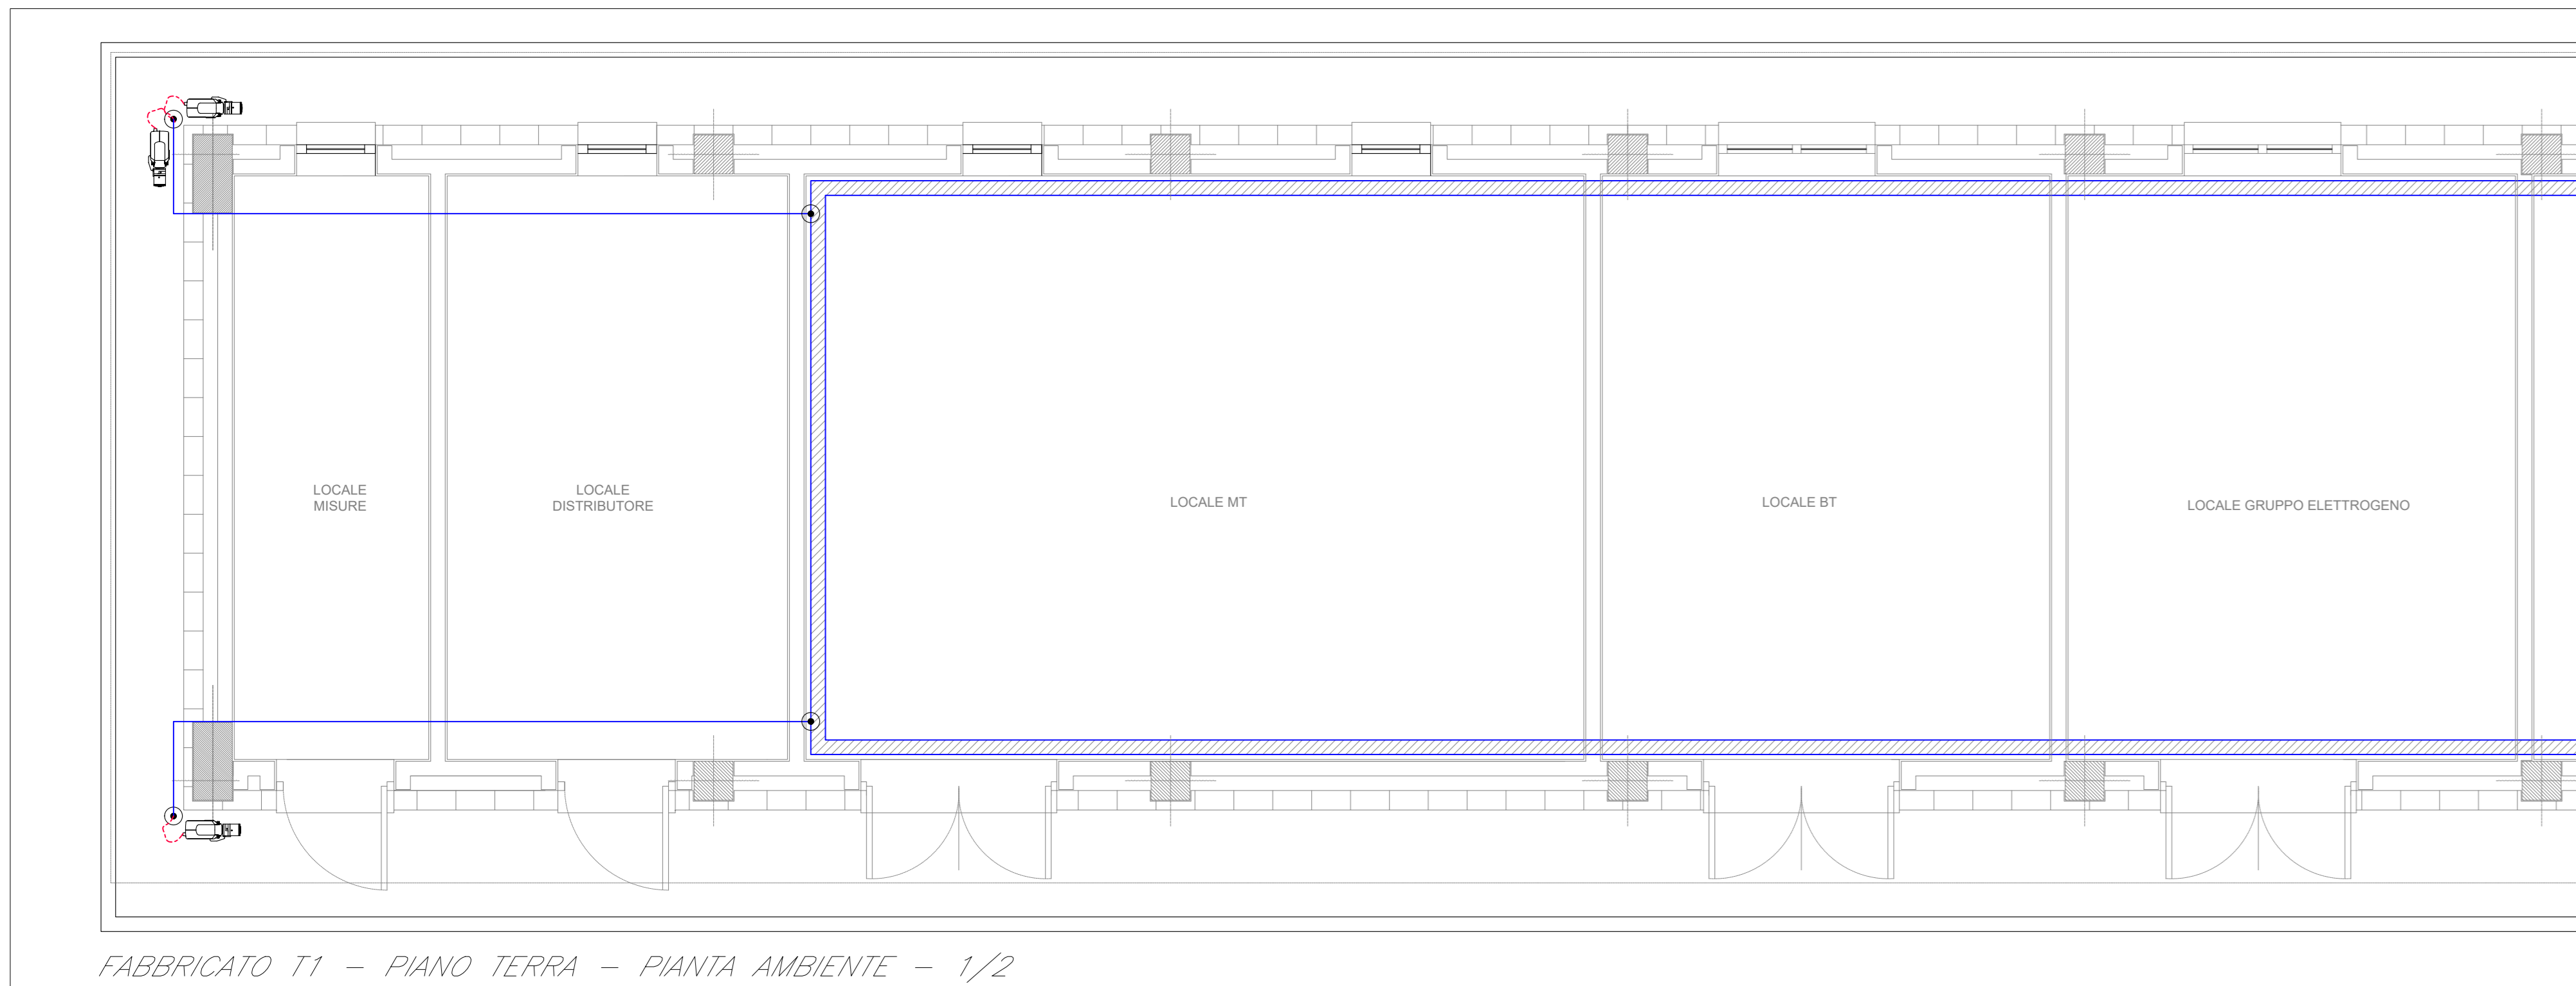 LOCALE
MISURE
LOCALE
DISTRIBUTORE
LOCALE MT
LOCALE BT
LOCALE GRUPPO ELETTROGENO
FABBRICATO T1 - PIANO TERRA - PIANTA AMBIENTE - 1/2